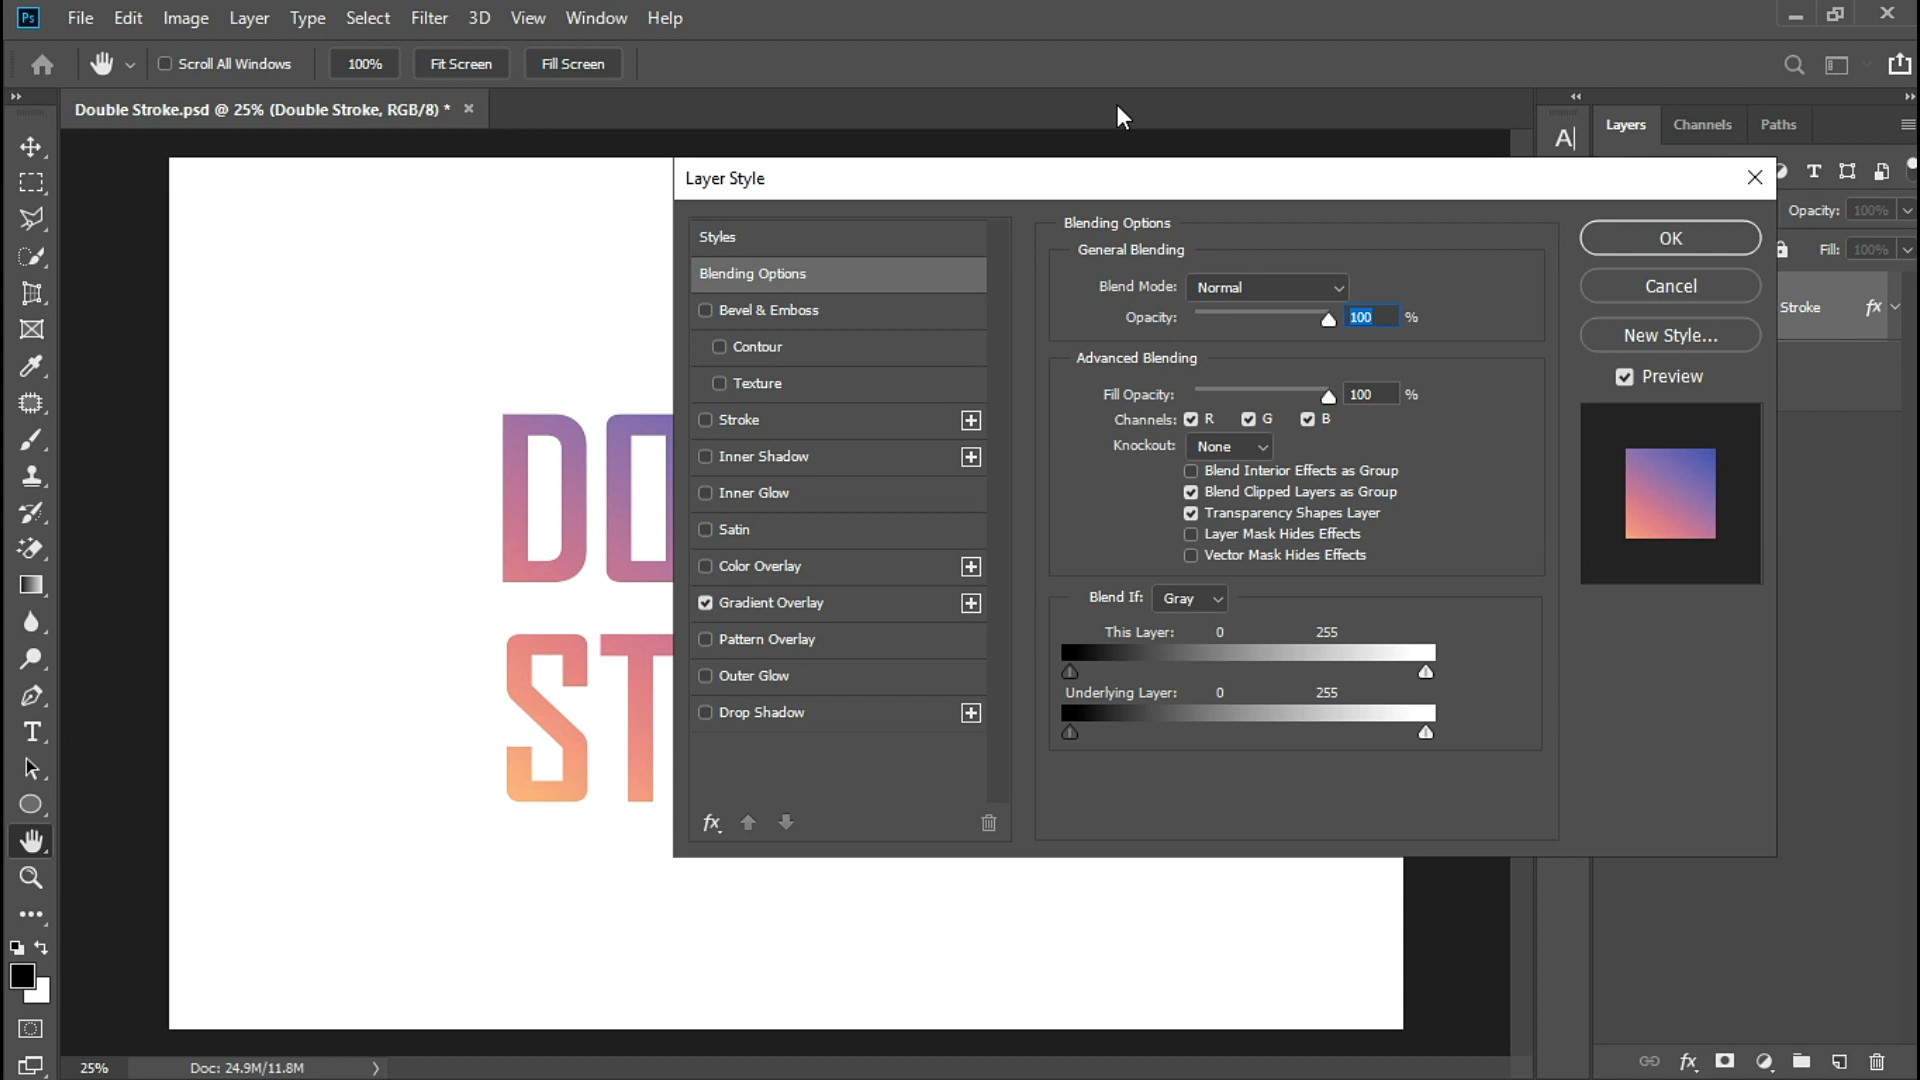 Ps File Edit Image Layer Type Select Filter 3D View Window Help
Scroll All Windows 100% Fit Screen Fill Screen
Double Stroke.psd @ 25% (Double Stroke, RGB/8) * ×
A|
Layers Channels Paths
Opacity: 100%
Fill: 100%
Stroke fx
DO
ST
Layer Style
Styles
Blending Options
Bevel & Emboss
Contour
Texture
Stroke
Inner Shadow
Inner Glow
Satin
Color Overlay
Gradient Overlay
Pattern Overlay
Outer Glow
Drop Shadow
fx
Blending Options
General Blending
Blend Mode: Normal
Opacity: 100 %
Advanced Blending
Fill Opacity: 100 %
Channels: R G B
Knockout: None
Blend Interior Effects as Group
Blend Clipped Layers as Group
Transparency Shapes Layer
Layer Mask Hides Effects
Vector Mask Hides Effects
Blend If: Gray
This Layer: 0 255
Underlying Layer: 0 255
OK
Cancel
New Style...
Preview
25% Doc: 24.9M/11.8M
fx